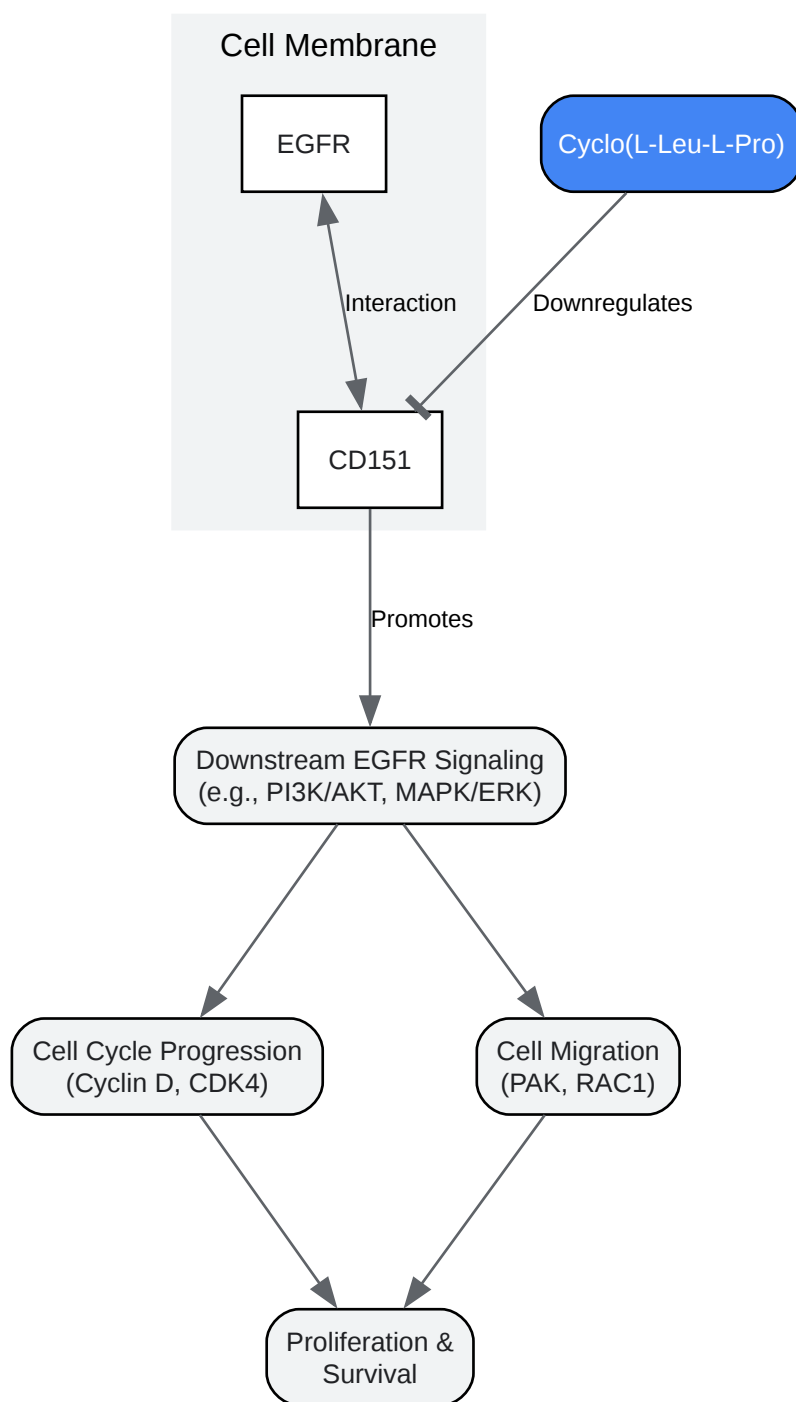 Cell Membrane
EGFR
Cyclo(L-Leu-L-Pro)
Interaction
Downregulates
CD151
Promotes
Downstream EGFR Signaling
(e.g., PI3K/AKT, MAPK/ERK)
Cell Cycle Progression
(Cyclin D, CDK4)
Cell Migration
(PAK, RAC1)
Proliferation &
Survival